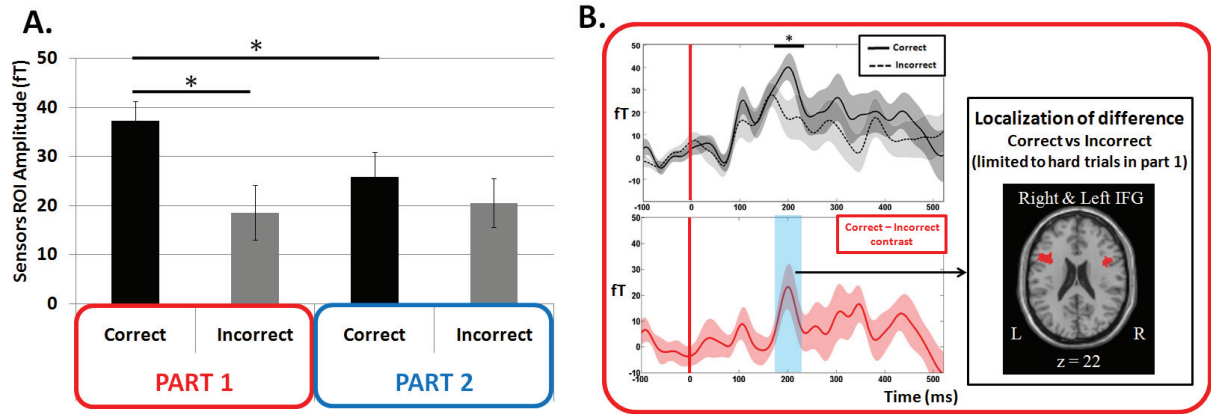 A.
Sensors ROI Amplitude (fT)
50
40
30
20
10
0
*
*
Correct
Incorrect
Correct
Incorrect
PART 1
PART 2
B.
*
Correct
Incorrect
fT
50
40
30
20
10
0
-10
-100 0 100 200 300 400 500
Correct – Incorrect
contrast
fT
50
40
30
20
10
0
-10
-100 0 100 200 300 400 500
Time (ms)
Localization of difference
Correct vs Incorrect
(limited to hard trials in part 1)
Right & Left IFG
L R
z = 22